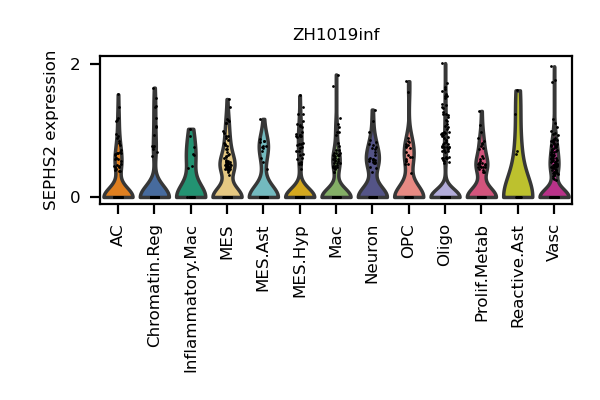 ZH1019inf
SEPHS2 expression
2
0
AC
Chromatin.Reg
Inflammatory.Mac
MES
MES.Ast
MES.Hyp
Mac
Neuron
OPC
Oligo
Prolif.Metab
Reactive.Ast
Vasc